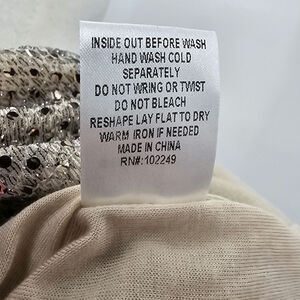 INSIDE OUT BEFORE WASH
HAND WASH COLD
SEPARATELY
DO NOT WRING OR TWIST
DO NOT BLEACH
RESHAPE LAY FLAT TO DRY
WARM IRON IF NEEDED
MADE IN CHINA
RN#:102249